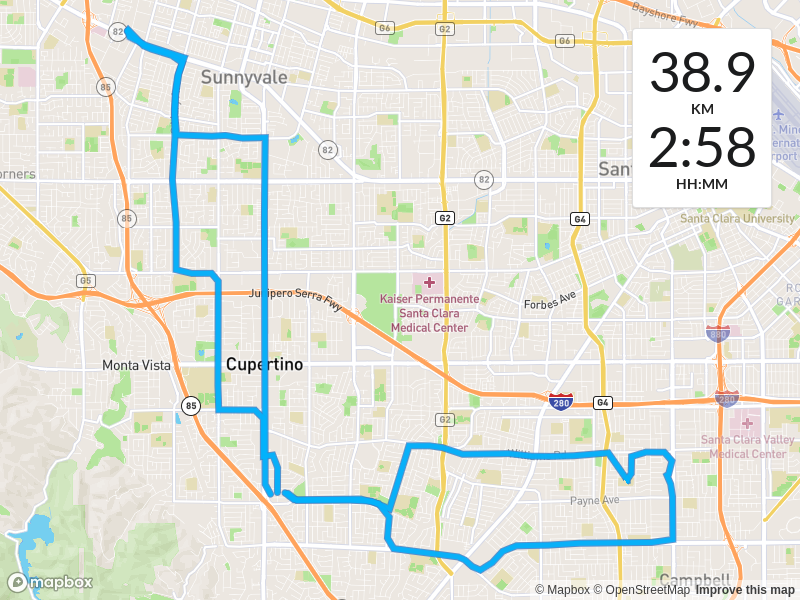 Bayshore Fwy
G6
G2
82
G6
38.9
KM
2:58
HH:MM
Sunnyvale
85
82
82
San
orners
85
G2
G4
Santa Clara University
G5
Junipero Serra Fwy
Kaiser Permanente
Santa Clara
Medical Center
Forbes Ave
880
Monta Vista
Cupertino
85
280
G4
280
G2
Santa Clara Valley
Medical Center
Payne Ave
Campbell
mapbox
© Mapbox © OpenStreetMap Improve this map